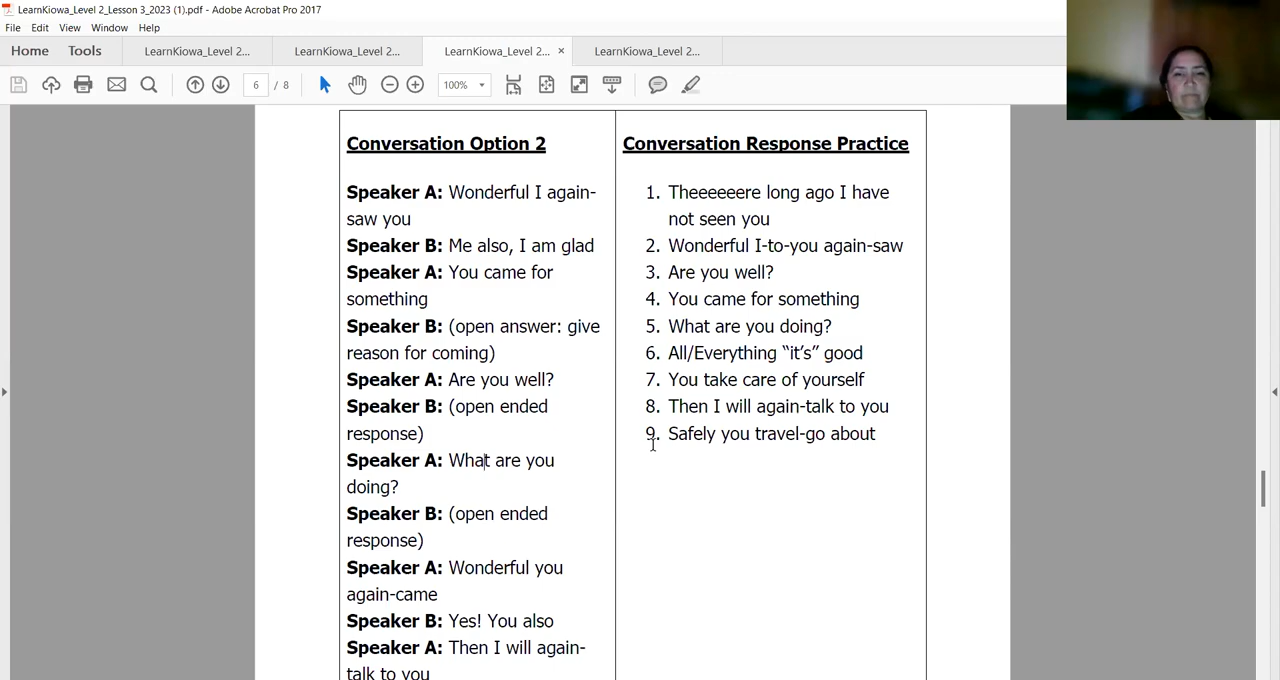 LearnKiowa_Level 2_Lesson 3_2023 (1).pdf - Adobe Acrobat Pro 2017
File Edit View Window Help
Home Tools LearnKiowa_Level 2... LearnKiowa_Level 2... LearnKiowa_Level 2... × LearnKiowa_Level 2...
6 / 8 100%
Conversation Option 2
Speaker A: Wonderful I again-
saw you
Speaker B: Me also, I am glad
Speaker A: You came for
something
Speaker B: (open answer: give
reason for coming)
Speaker A: Are you well?
Speaker B: (open ended
response)
Speaker A: What are you
doing?
Speaker B: (open ended
response)
Speaker A: Wonderful you
again-came
Speaker B: Yes! You also
Speaker A: Then I will again-
talk to you
Conversation Response Practice
1. Theeeeeere long ago I have
not seen you
2. Wonderful I-to-you again-saw
3. Are you well?
4. You came for something
5. What are you doing?
6. All/Everything “it’s” good
7. You take care of yourself
8. Then I will again-talk to you
9. Safely you travel-go about